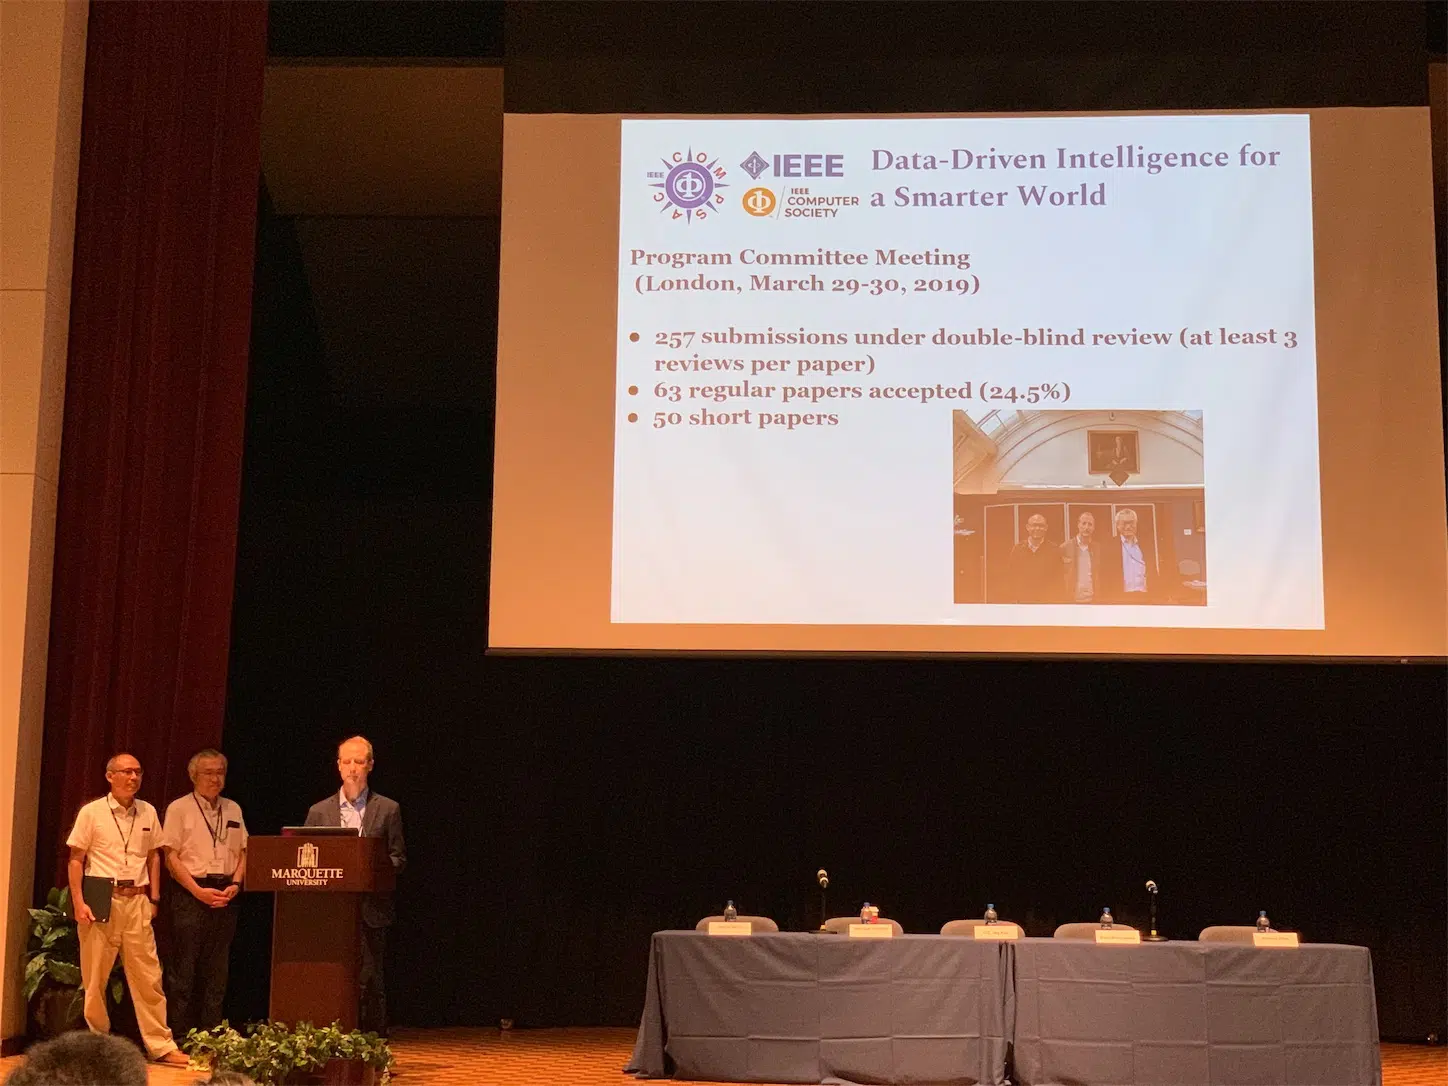 IEEE COMPSAC
IEEE
IEEE
COMPUTER
SOCIETY
Data-Driven Intelligence for
a Smarter World
Program Committee Meeting
(London, March 29-30, 2019)
• 257 submissions under double-blind review (at least 3
reviews per paper)
• 63 regular papers accepted (24.5%)
• 50 short papers
MARQUETTE
UNIVERSITY